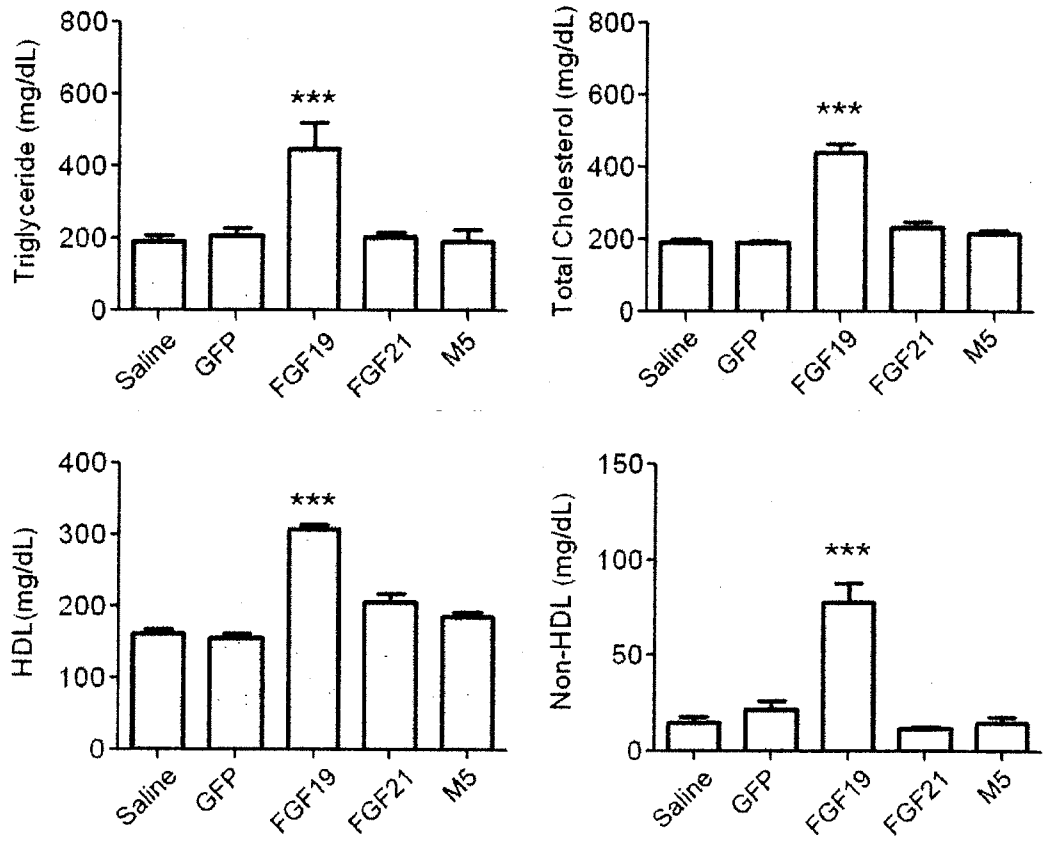 Triglyceride (mg/dL)
800
600
400
200
0
***
Saline
GFP
FGF19
FGF21
M5
Total Cholesterol (mg/dL)
800
600
400
200
0
***
Saline
GFP
FGF19
FGF21
M5
HDL(mg/dL)
400
300
200
100
0
***
Saline
GFP
FGF19
FGF21
M5
Non-HDL (mg/dL)
150
100
50
0
***
Saline
GFP
FGF19
FGF21
M5